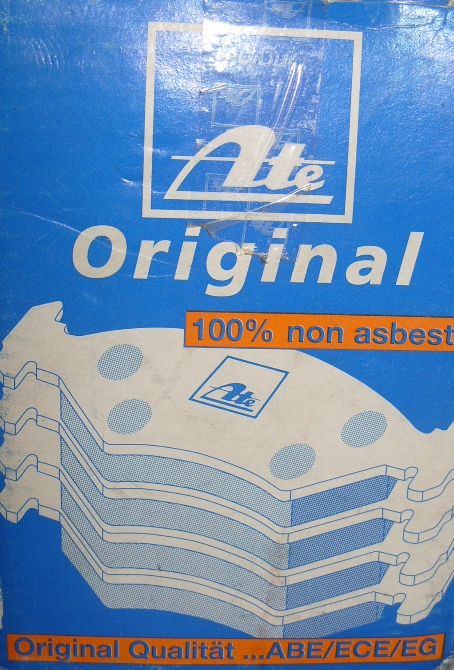 Ate
Original
100% non asbest
Ate
Original Qualität ...ABE/ECE/EG